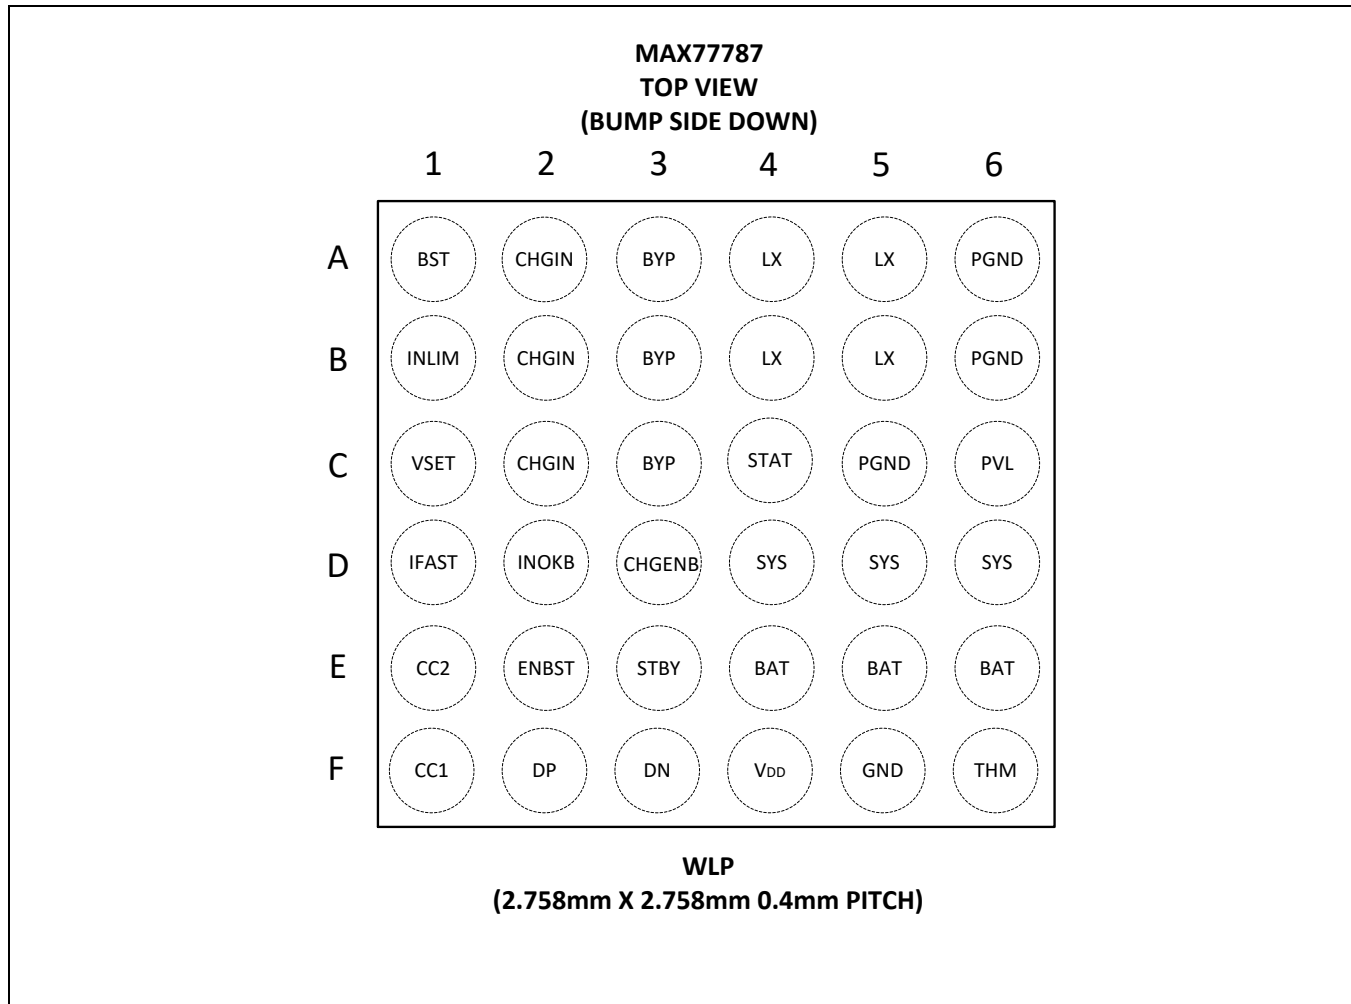 MAX77787
TOP VIEW
(BUMP SIDE DOWN)
1 2 3 4 5 6
A BST CHGIN BYP LX LX PGND
B INLIM CHGIN BYP LX LX PGND
C VSET CHGIN BYP STAT PGND PVL
D IFAST INOKB CHGENB SYS SYS SYS
E CC2 ENBST STBY BAT BAT BAT
F CC1 DP DN VDD GND THM
WLP
(2.758mm X 2.758mm 0.4mm PITCH)